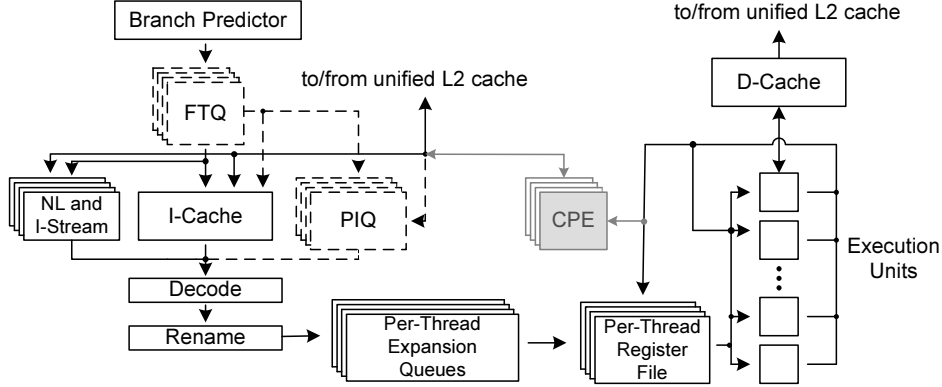 to/from unified L2 cache
Branch Predictor
D-Cache
to/from unified L2 cache
FTQ
NL and
I-Stream
I-Cache
PIQ
CPE
Execution
Units
Decode
Rename
Per-Thread
Expansion
Queues
Per-Thread
Register
File